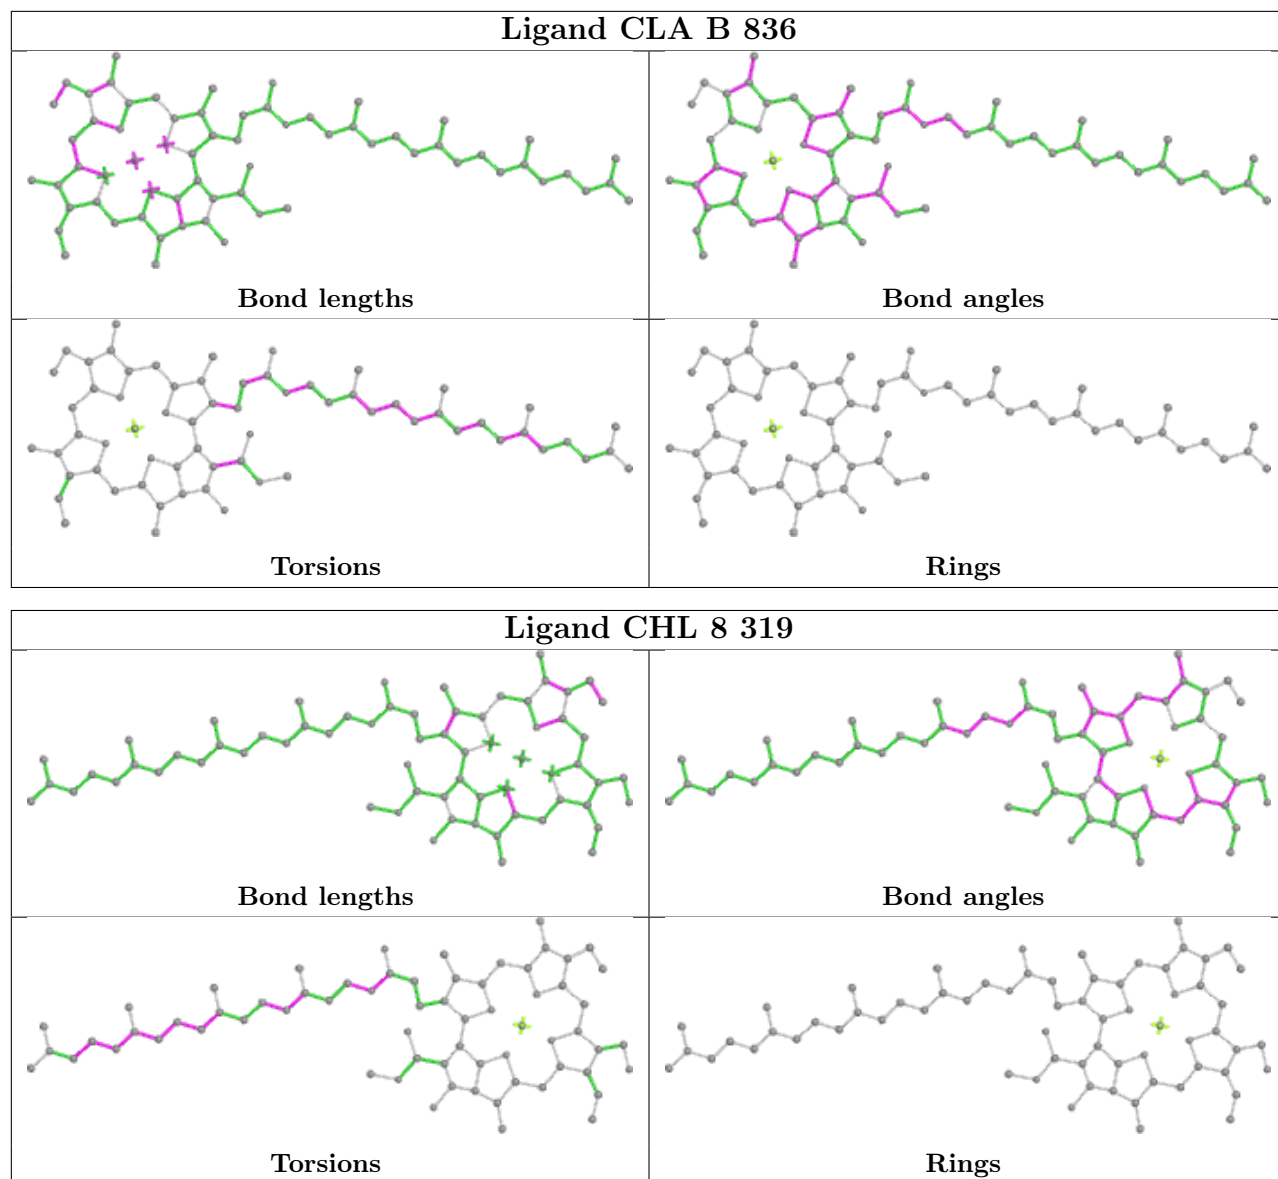 Ligand CLA B 836
Bond lengths
Bond angles
Torsions
Rings
Ligand CHL 8 319
Bond lengths
Bond angles
Torsions
Rings